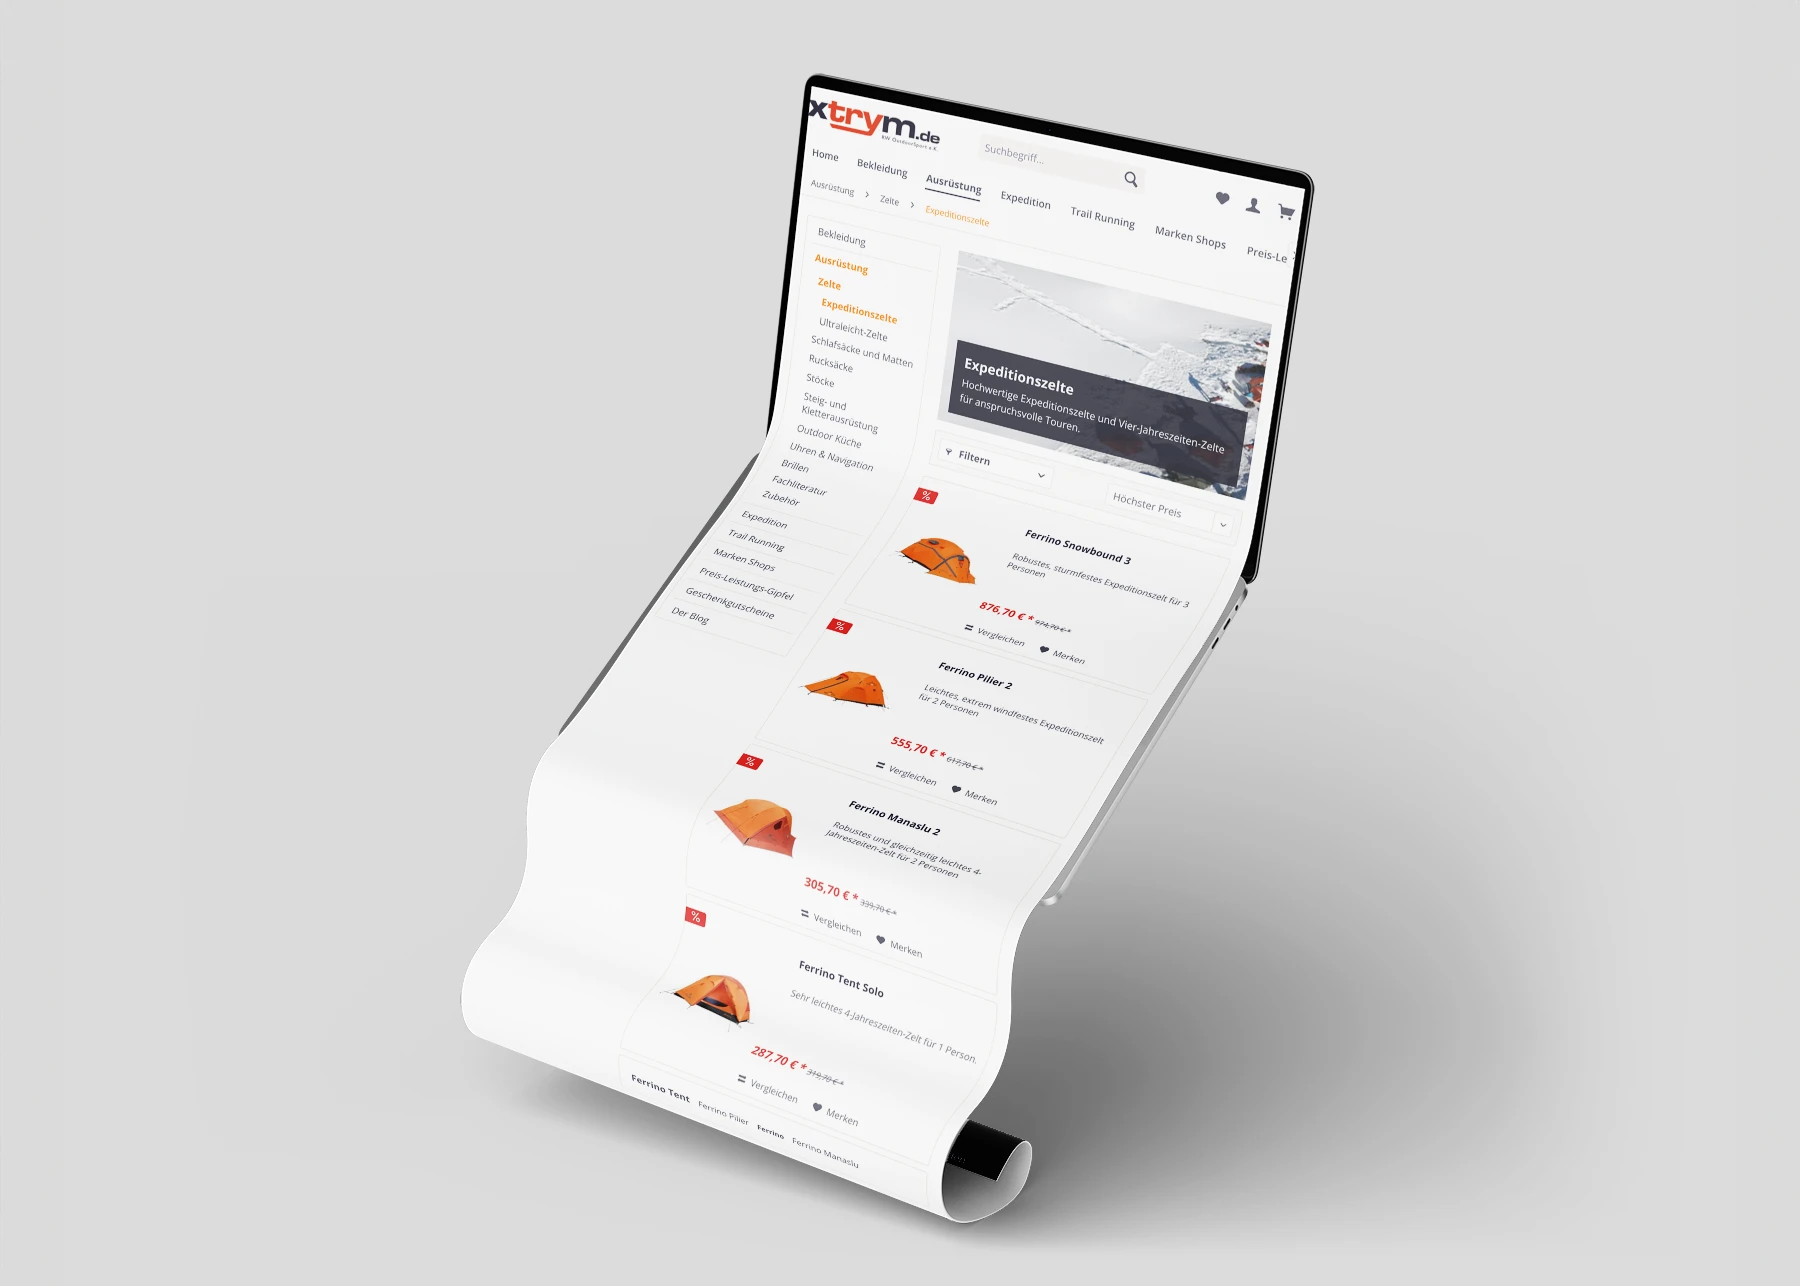 xtrym.de
BW OutdoorSport e.K.
Suchbegriff...
Home Bekleidung Ausrüstung Expedition Trail Running Marken Shops Preis-Le
Ausrüstung > Zelte > Expeditionszelte
Bekleidung
Ausrüstung
Zelte
Expeditionszelte
Ultraleicht-Zelte
Schlafsäcke und Matten
Rucksäcke
Stöcke
Steig- und
Kletterausrüstung
Outdoor Küche
Uhren & Navigation
Brillen
Fachliteratur
Zubehör
Expedition
Trail Running
Marken Shops
Preis-Leistungs-Gipfel
Geschenkgutscheine
Der Blog
Expeditionszelte
Hochwertige Expeditionszelte und Vier-Jahreszeiten-Zelte
für anspruchsvolle Touren.
Filtern
Höchster Preis
%
Ferrino Snowbound 3
Robustes, sturmfestes Expeditionszelt für 3
Personen
876,70 € * 974,70 € *
Vergleichen Merken
%
Ferrino Pilier 2
Leichtes, extrem windfestes Expeditionszelt
für 2 Personen
555,70 € * 617,70 € *
Vergleichen Merken
%
Ferrino Manaslu 2
Robustes und gleichzeitig leichtes 4-
Jahreszeiten-Zelt für 2 Personen
305,70 € * 339,70 € *
Vergleichen Merken
%
Ferrino Tent Solo
Sehr leichtes 4-Jahreszeiten-Zelt für 1 Person.
287,70 € * 319,70 € *
Vergleichen Merken
Ferrino Tent Ferrino Pilier Ferrino Ferrino Manaslu